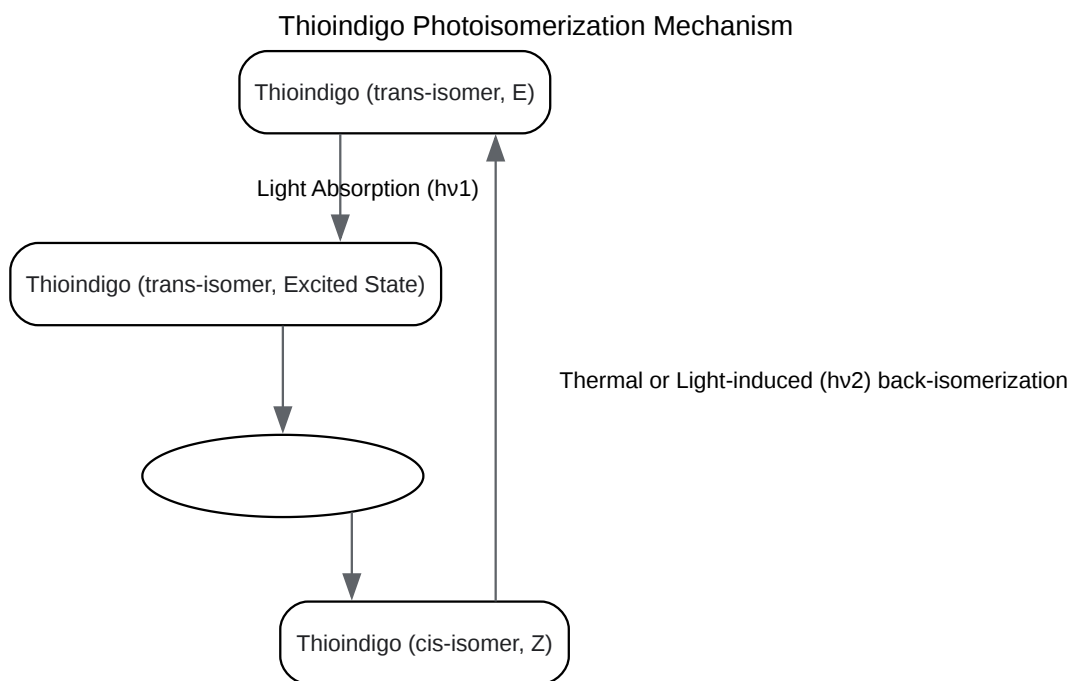 Thioindigo Photoisomerization Mechanism
Thioindigo (trans-isomer, E)
Light Absorption (hν1)
Thioindigo (trans-isomer, Excited State)
Thermal or Light-induced (hν2) back-isomerization
Thioindigo (cis-isomer, Z)